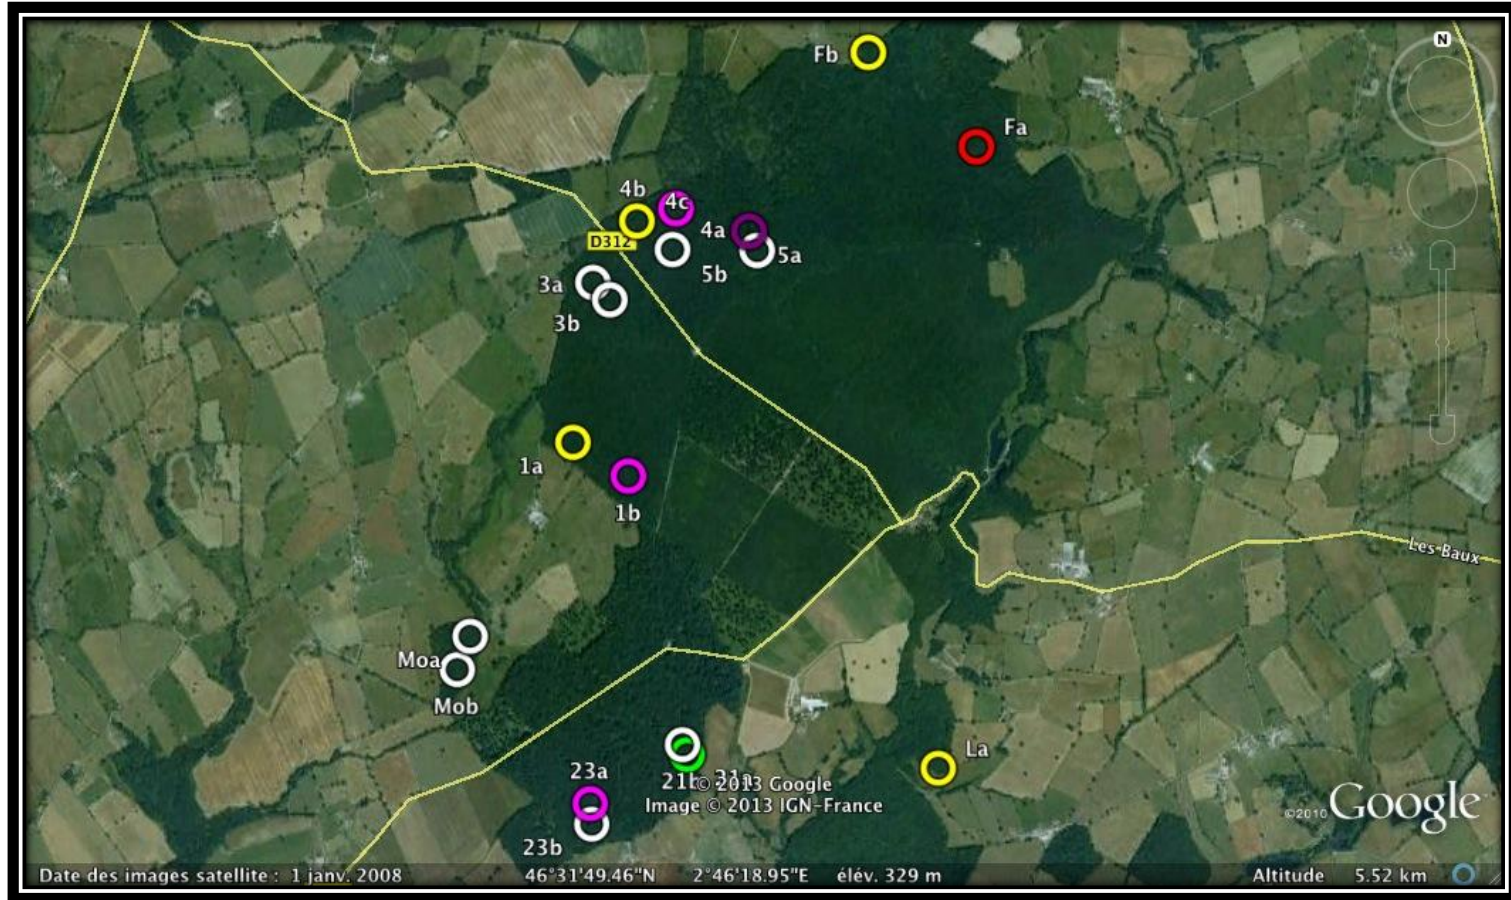 N
Fb
Fa
4b
4c
4a
D312
5a
5b
3a
3b
1a
1b
Les Baux
Moa
Mob
La
23a
21b
© 2013 Google
Image © 2013 IGN-France
©2010 Google
23b
Date des images satellite : 1 janv. 2008 46°31'49.46"N 2°46'18.95"E élév. 329 m Altitude 5.52 km